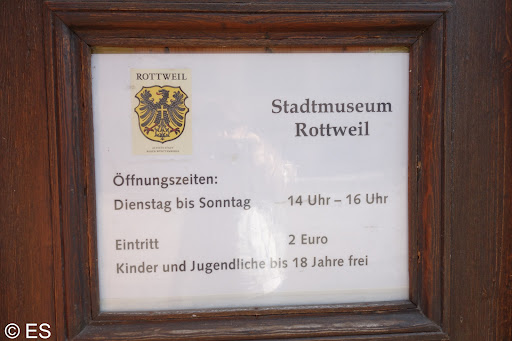 ROTTWEIL
Stadtmuseum
Rottweil
Öffnungszeiten:
Dienstag bis Sonntag 14 Uhr – 16 Uhr
Eintritt 2 Euro
Kinder und Jugendliche bis 18 Jahre frei
© ES